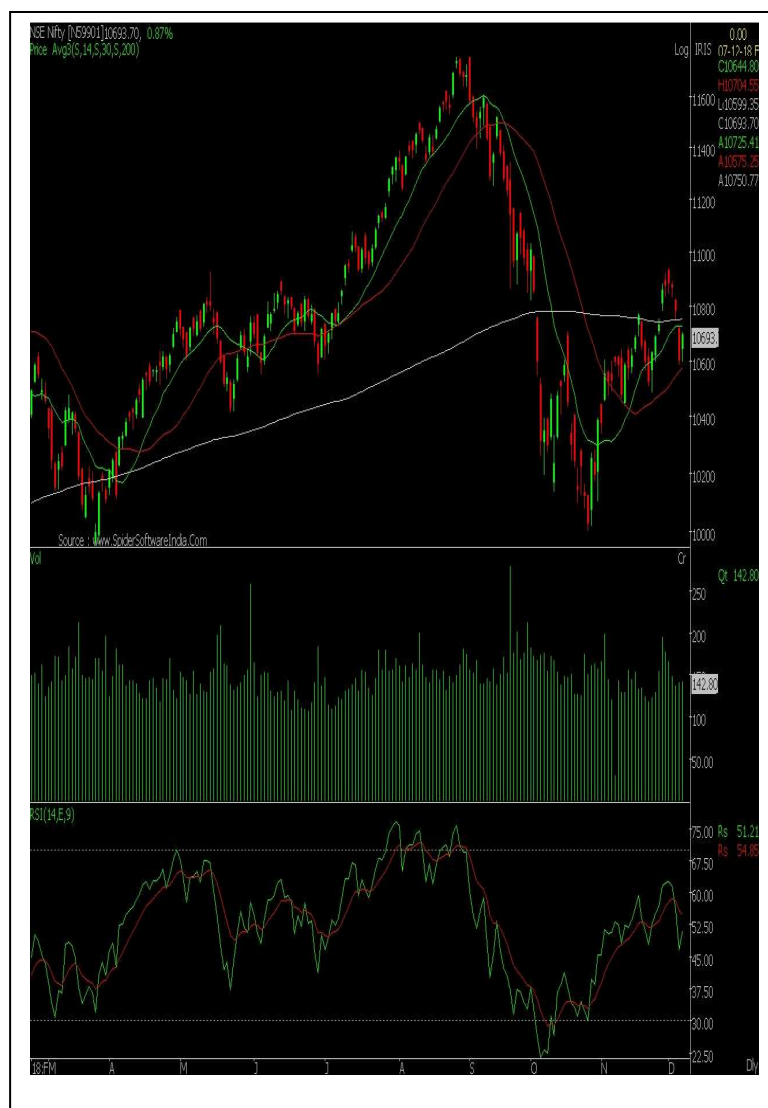 NSE Nifty [N59901]10693.70, 0.87%
Price Avg3(S,14,S,30,S,200)
Log IRIS
0.00
07-12-18 F
C10644.80
H10704.55
L10599.35
C10693.70
A10725.41
A10575.25
A10750.77
11600
11400
11200
11000
10800
10693.
10600
10400
10200
10000
Source : www.SpiderSoftwareIndia.Com
Vol
Cr
Qt 142.80
250
200
142.80
100
50.00
RSI(14,E,9)
75.00
Rs 51.21
Rs 54.85
67.50
60.00
52.50
45.00
37.50
30.00
22.50
18:FM A M J J A S O N D Dly